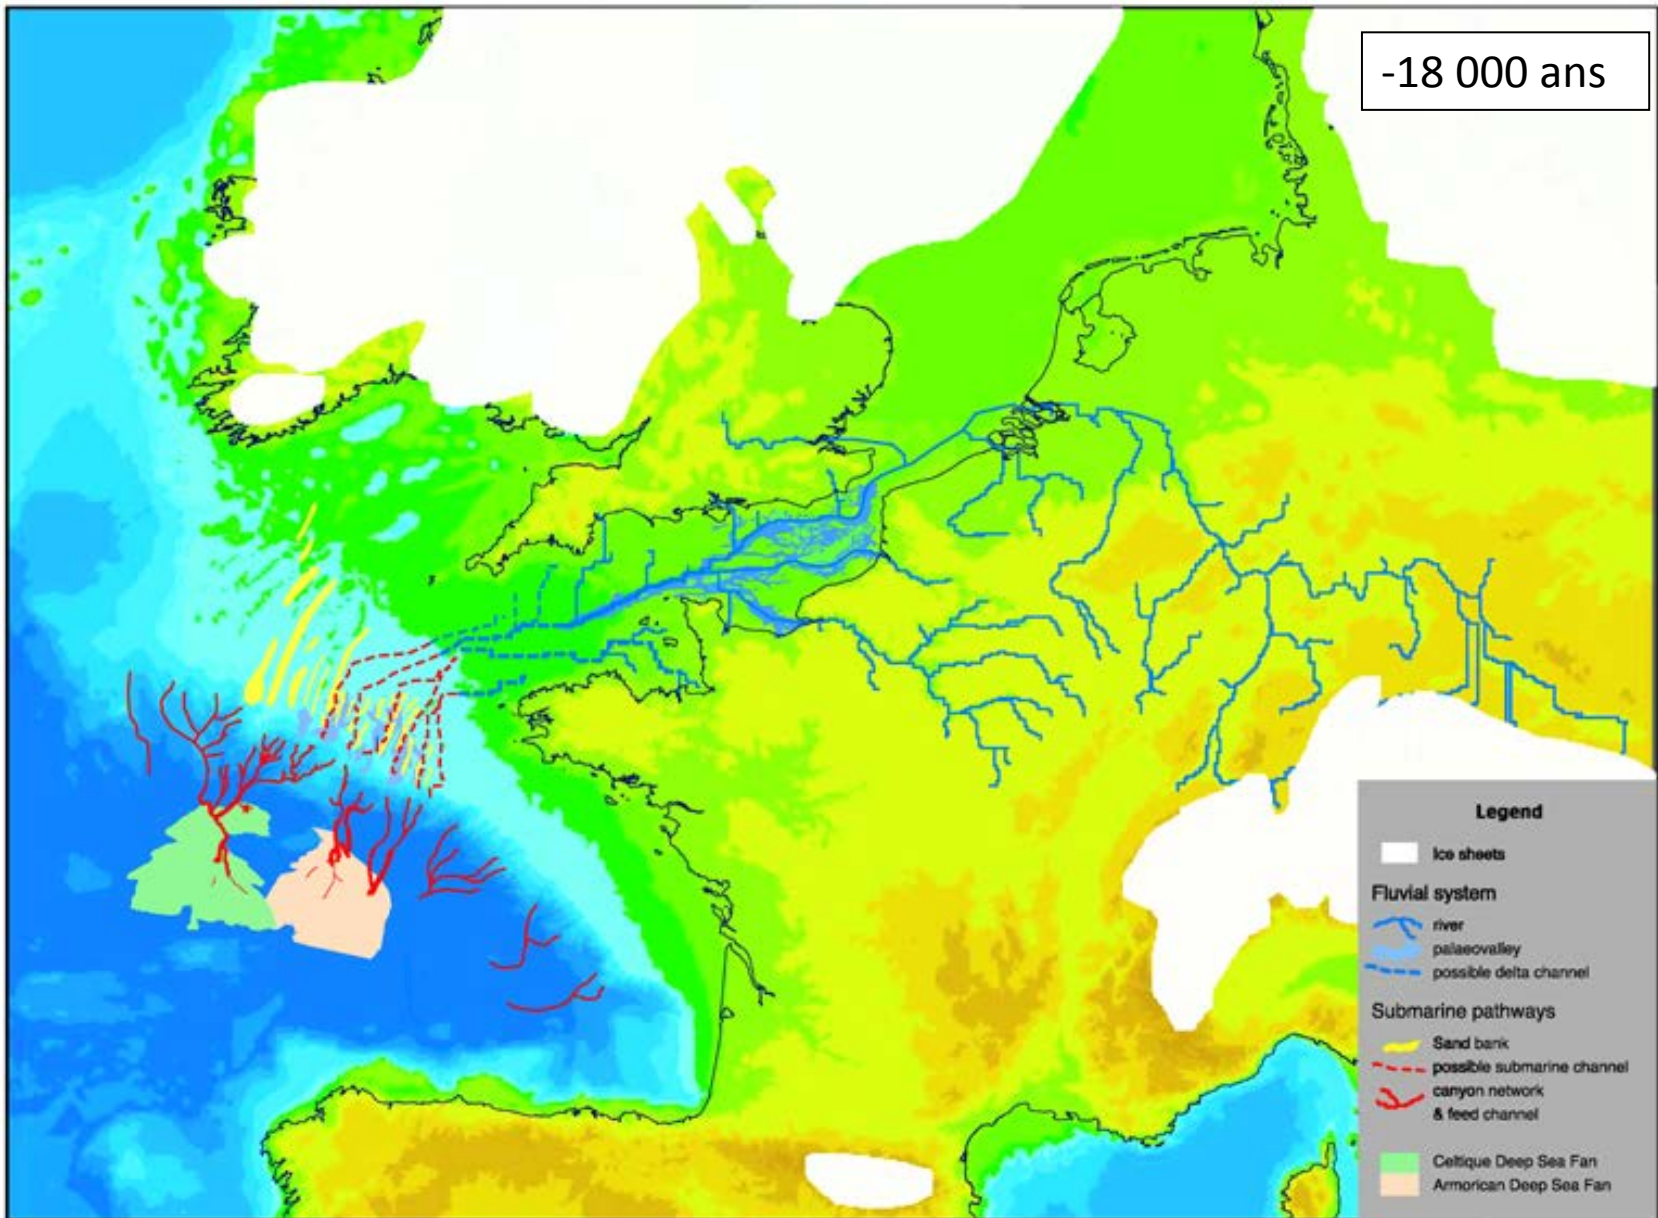 -18 000 ans
Legend
Ice sheets
Fluvial system
river
palaeovalley
possible delta channel
Submarine pathways
Sand bank
possible submarine channel
canyon network
& feed channel
Celtique Deep Sea Fan
Armorican Deep Sea Fan